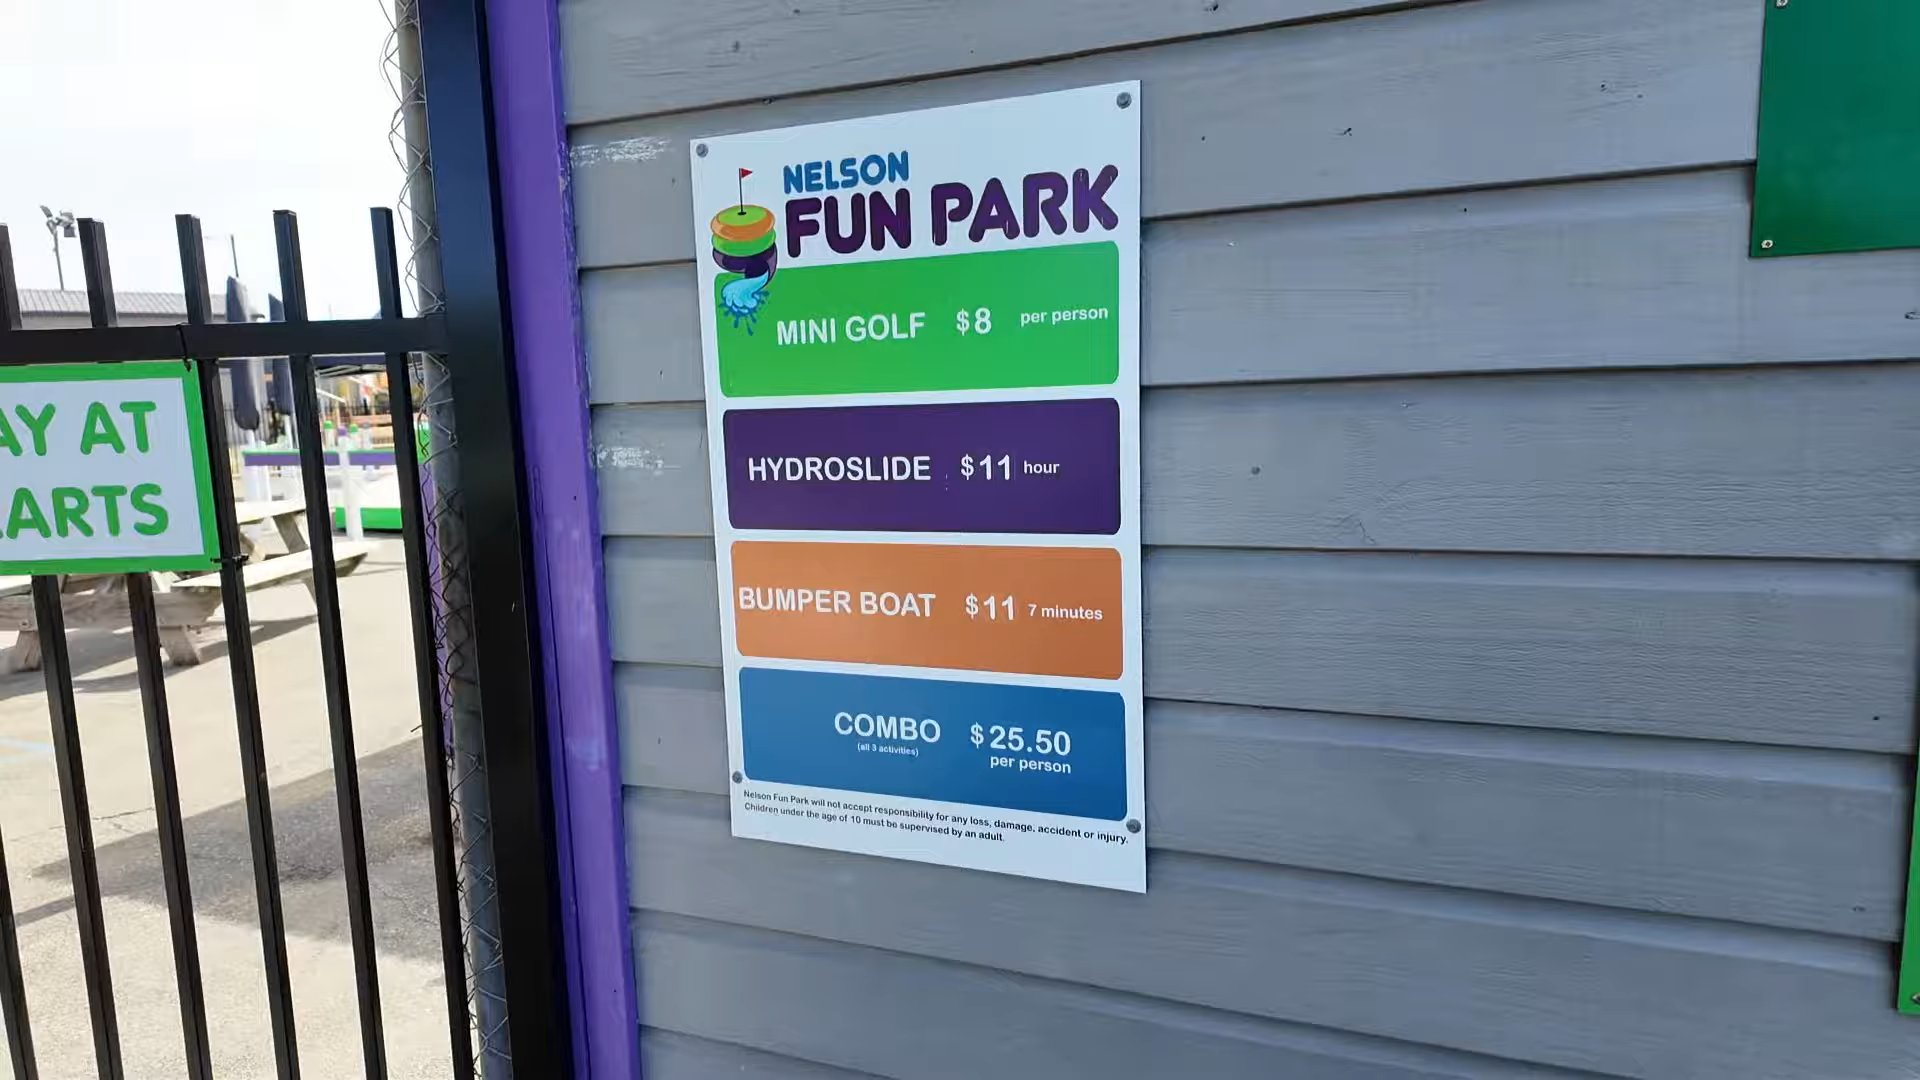 AY AT
ARTS
NELSON
FUN PARK
MINI GOLF $8 per person
HYDROSLIDE $11 hour
BUMPER BOAT $11 7 minutes
COMBO $25.50
(all 3 activities) per person
Nelson Fun Park will not accept responsibility for any loss, damage, accident or injury.
Children under the age of 10 must be supervised by an adult.